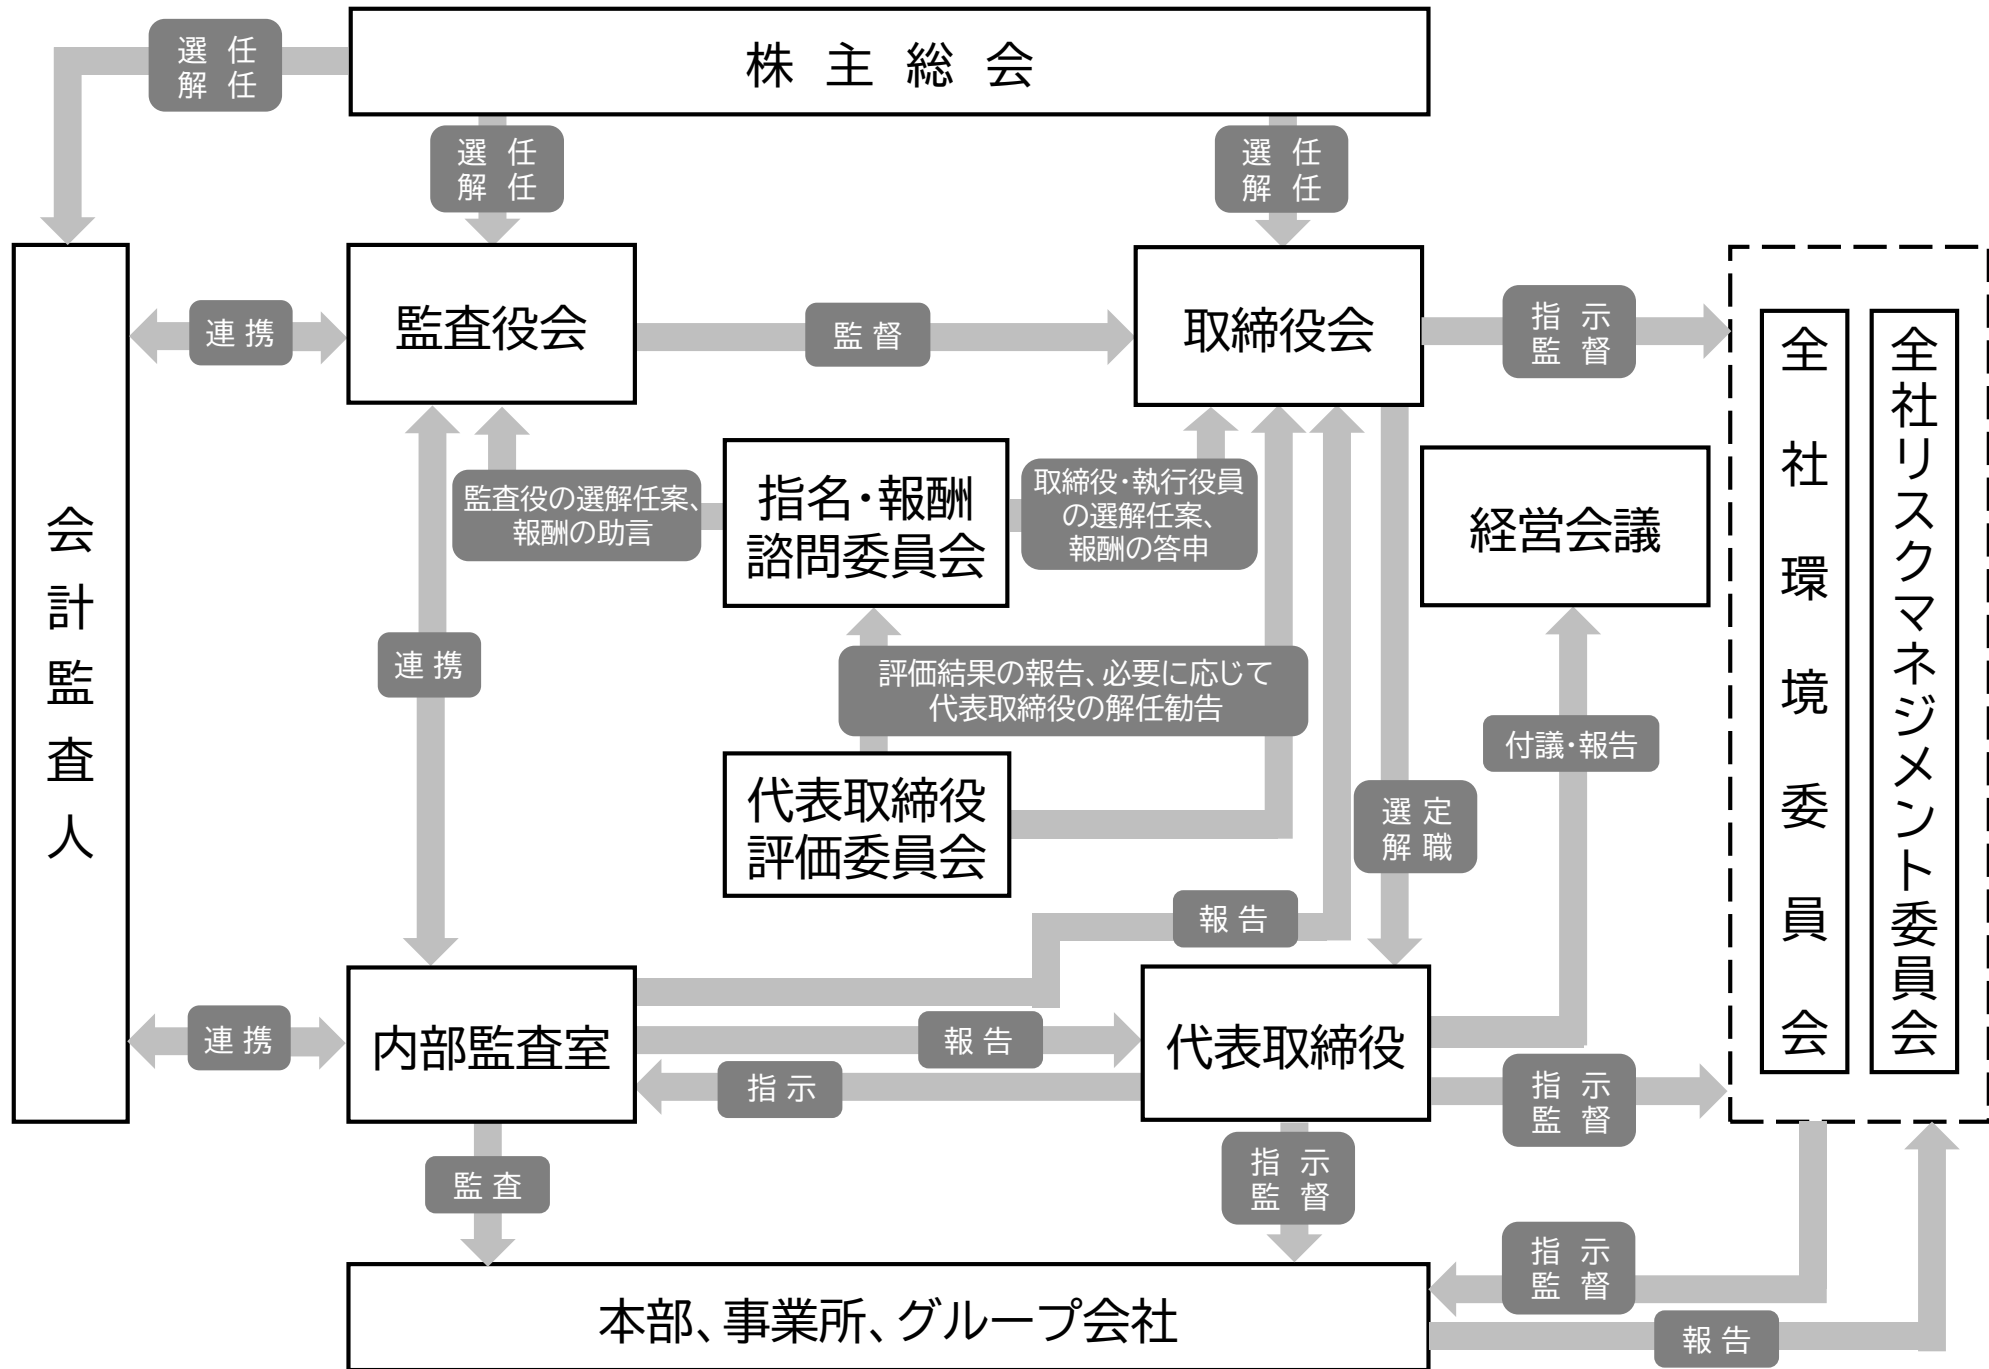 株主総会
選任
解任
選任
解任
選任
解任
会計監査人
連携
監査役会
監督
取締役会
指示
監督
全社環境委員会
全社リスクマネジメント委員会
監査役の選解任案、
報酬の助言
指名・報酬
諮問委員会
取締役・執行役員
の選解任案、
報酬の答申
経営会議
連携
評価結果の報告、必要に応じて
代表取締役の解任勧告
付議・報告
代表取締役
評価委員会
選定
解職
報告
連携
内部監査室
報告
指示
代表取締役
指示
監督
監査
指示
監督
指示
監督
本部、事業所、グループ会社
報告